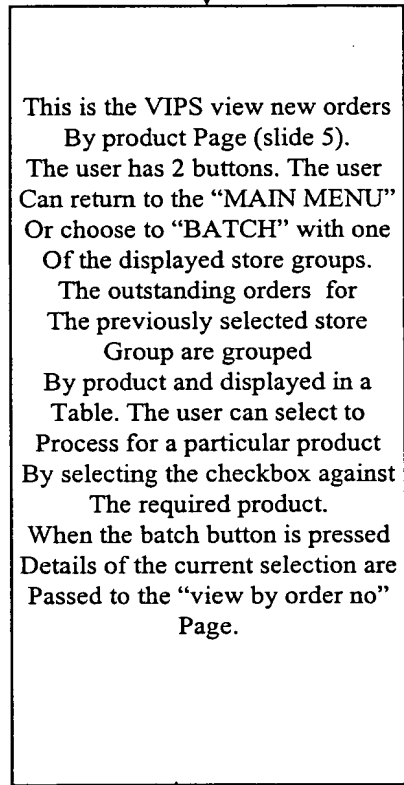 This is the VIPS view new orders
By product Page (slide 5).
The user has 2 buttons. The user
Can return to the “MAIN MENU”
Or choose to “BATCH” with one
Of the displayed store groups.
The outstanding orders for
The previously selected store
Group are grouped
By product and displayed in a
Table. The user can select to
Process for a particular product
By selecting the checkbox against
The required product.
When the batch button is pressed
Details of the current selection are
Passed to the “view by order no”
Page.